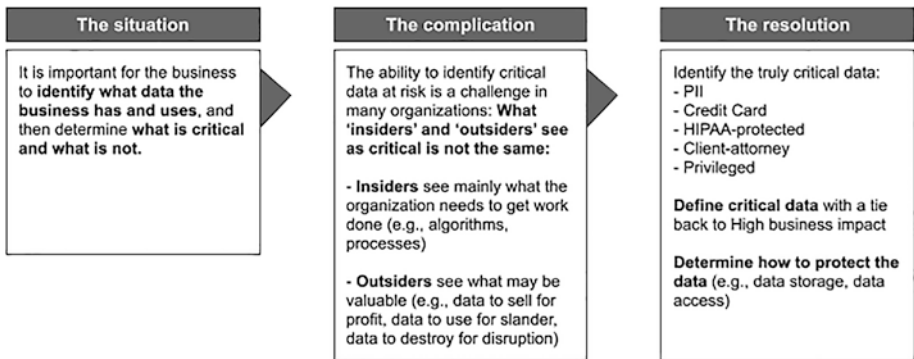 The situation
It is important for the business
to identify what data the
business has and uses, and
then determine what is critical
and what is not.
The complication
The ability to identify critical
data at risk is a challenge in
many organizations: What
‘insiders’ and ‘outsiders’ see
as critical is not the same:
- Insiders see mainly what the
organization needs to get work
done (e.g., algorithms,
processes)
- Outsiders see what may be
valuable (e.g., data to sell for
profit, data to use for slander,
data to destroy for disruption)
The resolution
Identify the truly critical data:
- PII
- Credit Card
- HIPAA-protected
- Client-attorney
- Privileged
Define critical data with a tie
back to High business impact
Determine how to protect the
data (e.g., data storage, data
access)